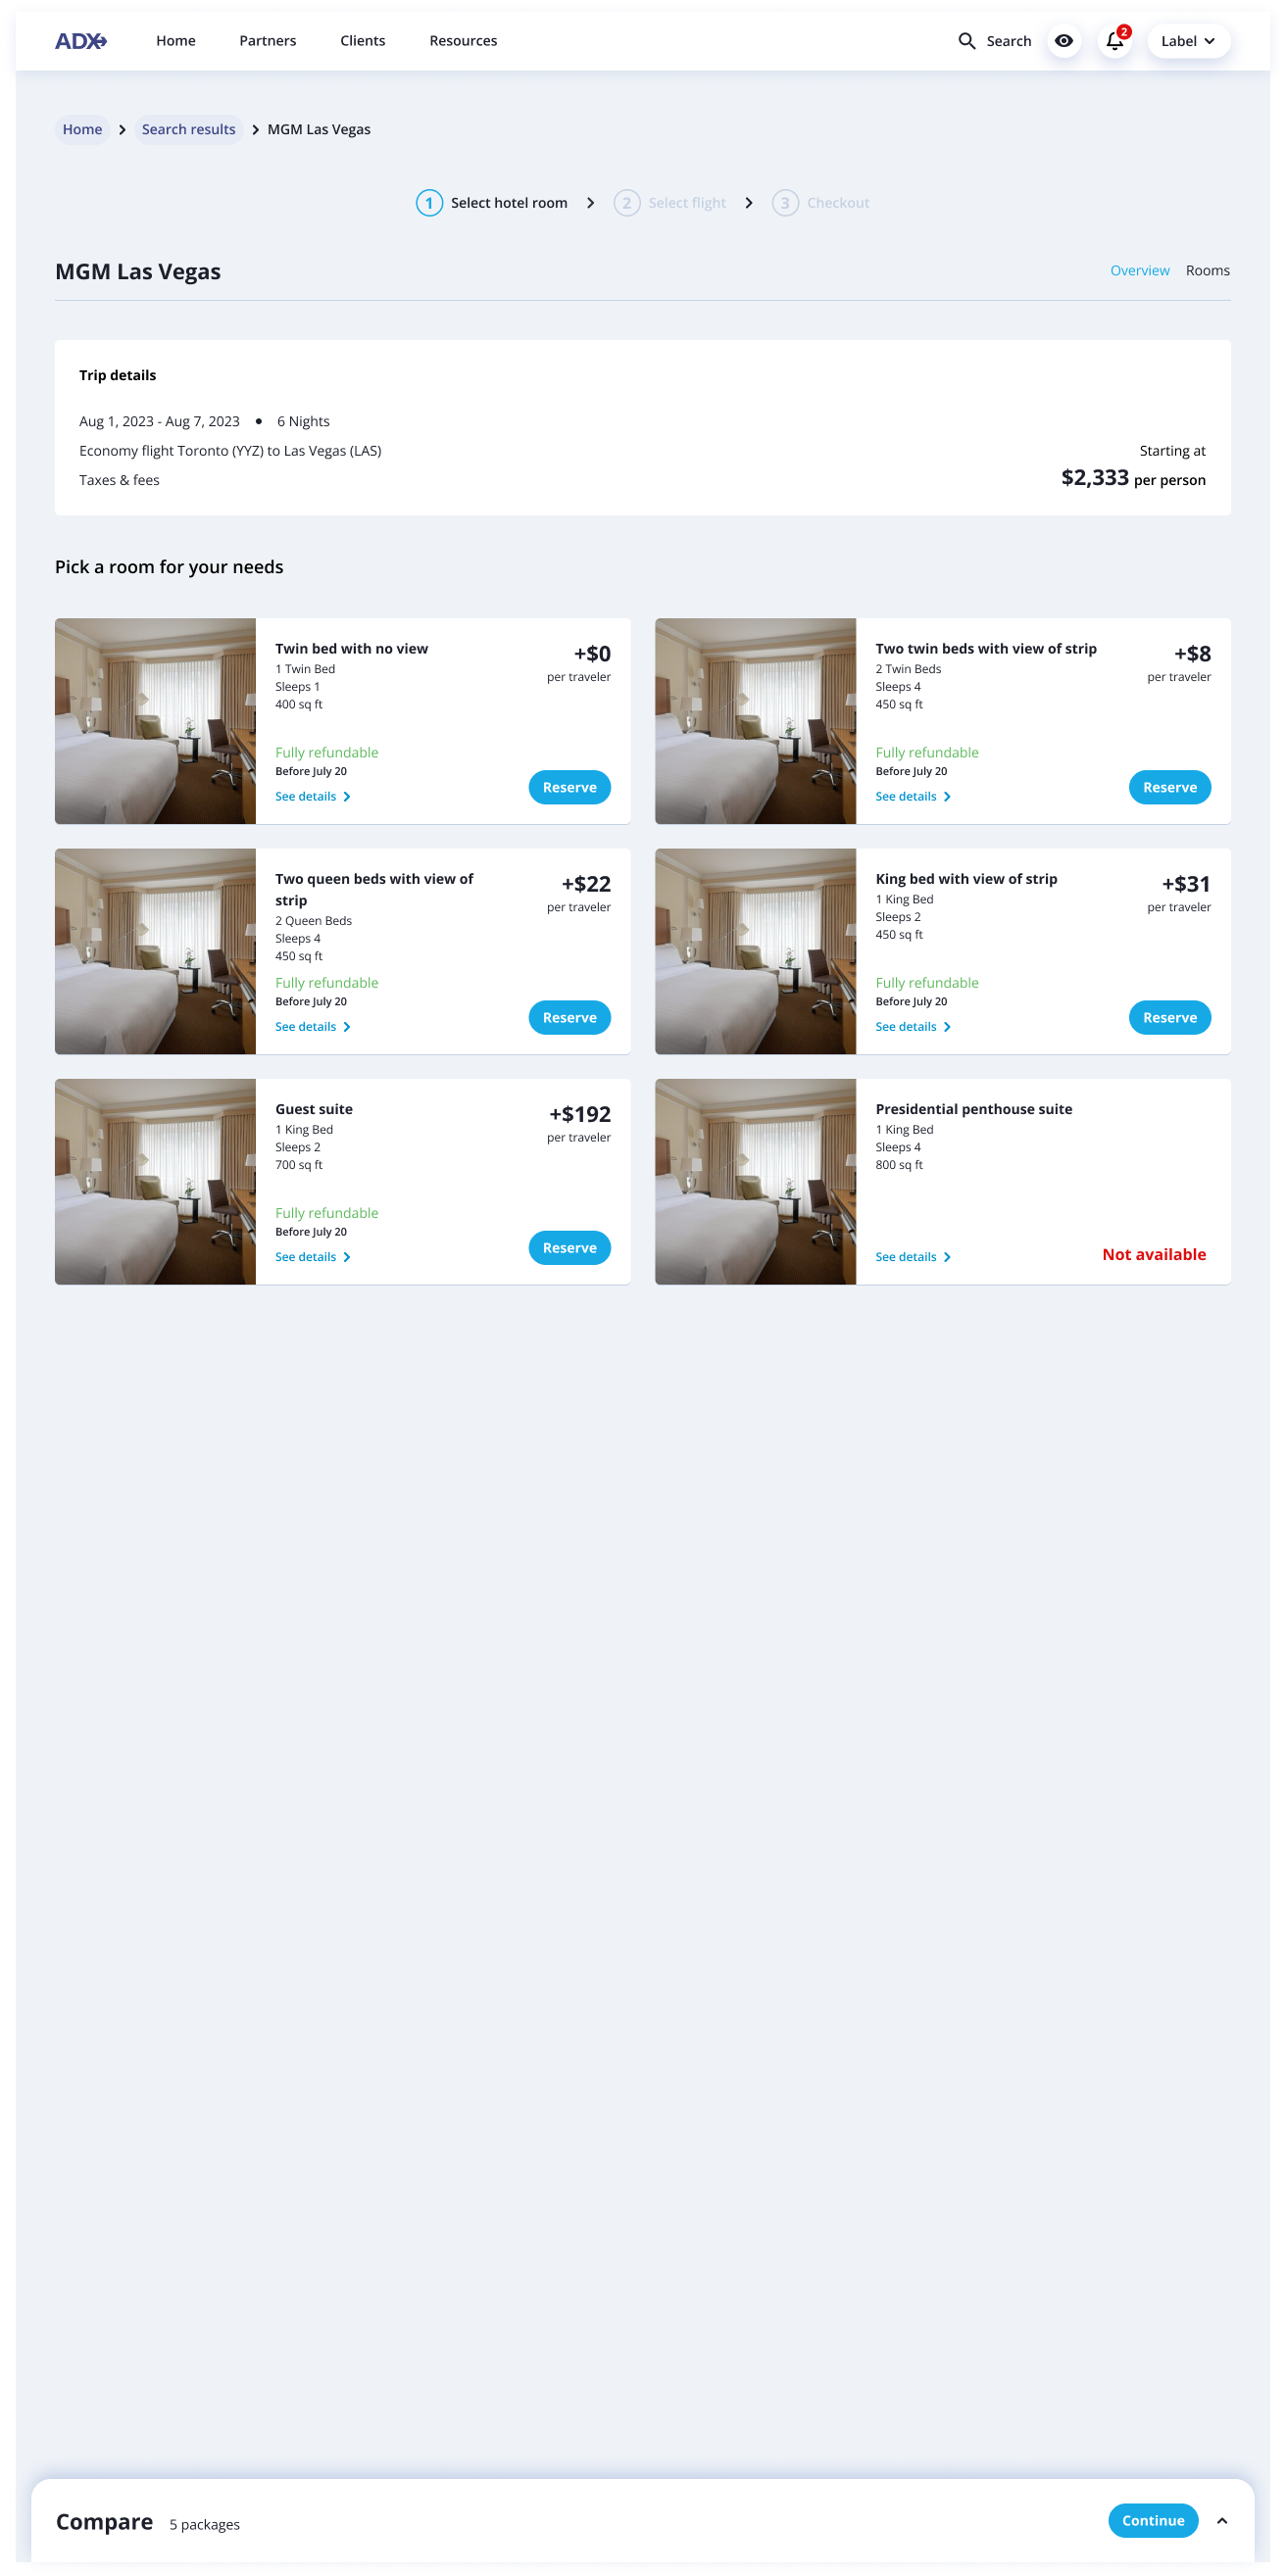 ADX
Home
Partners
Clients
Resources
Search
2
Label
Home
Search results
MGM Las Vegas
1 Select hotel room
2 Select flight
3 Checkout
MGM Las Vegas
Overview
Rooms
Trip details
Aug 1, 2023 - Aug 7, 2023 • 6 Nights
Economy flight Toronto (YYZ) to Las Vegas (LAS)
Taxes & fees
Starting at
$2,333 per person
Pick a room for your needs
Twin bed with no view
1 Twin Bed
Sleeps 1
400 sq ft
+$0
per traveler
Fully refundable
Before July 20
See details
Reserve
Two twin beds with view of strip
2 Twin Beds
Sleeps 4
450 sq ft
+$8
per traveler
Fully refundable
Before July 20
See details
Reserve
Two queen beds with view of
strip
2 Queen Beds
Sleeps 4
450 sq ft
+$22
per traveler
Fully refundable
Before July 20
See details
Reserve
King bed with view of strip
1 King Bed
Sleeps 2
450 sq ft
+$31
per traveler
Fully refundable
Before July 20
See details
Reserve
Guest suite
1 King Bed
Sleeps 2
700 sq ft
+$192
per traveler
Fully refundable
Before July 20
See details
Reserve
Presidential penthouse suite
1 King Bed
Sleeps 4
800 sq ft
See details
Not available
Compare
5 packages
Continue